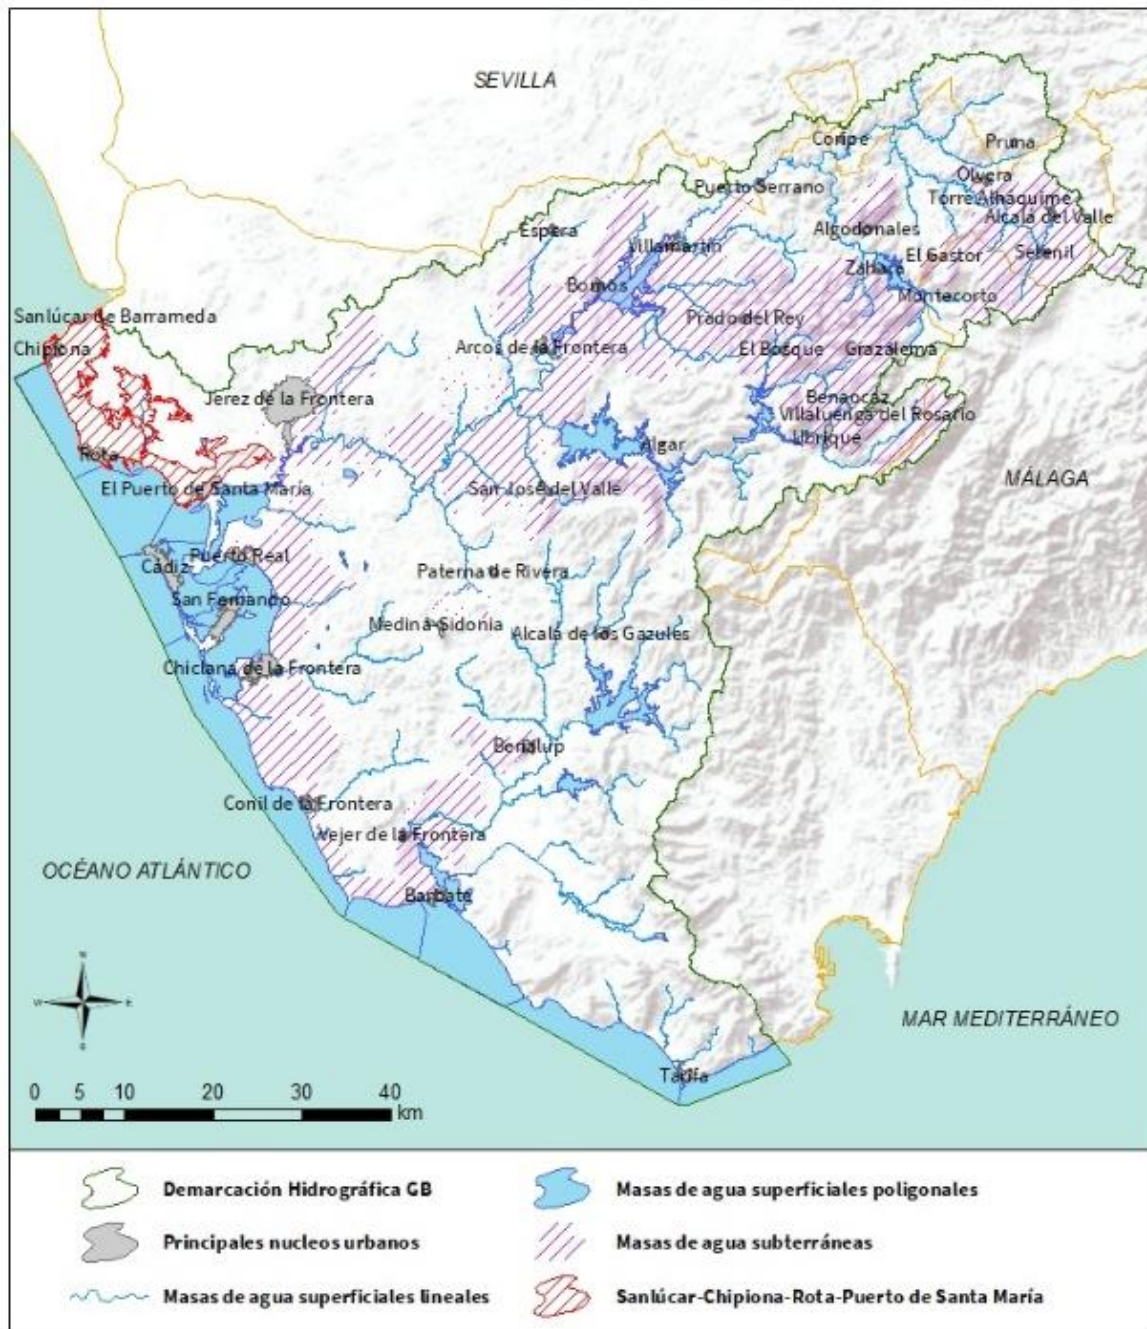 SEVILLA
Coripe
Pruna
Puerto Serrano
Olvera
Torre Alháquime
Alcalá del Valle
Espera
Villamartín
Algodonales
El Gastor
Setenil
Zahara
Bornos
Montecorto
Sanlúcar de Barrameda
Prado del Rey
Chipiona
Arcos de la Frontera
El Bosque
Grazalema
Jerez de la Frontera
Benaocaz
Villaluenga del Rosario
Ubrique
Algar
Rota
MÁLAGA
El Puerto de Santa María
San José del Valle
Puerto Real
Cádiz
Paterna de Rivera
San Fernando
Medina-Sidonia
Alcalá de los Gazules
Chiclana de la Frontera
Benalup
Conil de la Frontera
Vejer de la Frontera
OCÉANO ATLÁNTICO
Barbate
N
W E
S
MAR MEDITERRÁNEO
Tarifa
0 5 10 20 30 40
km
Demarcación Hidrográfica GB
Masas de agua superficiales poligonales
Principales nucleos urbanos
Masas de agua subterráneas
Masas de agua superficiales lineales
Sanlúcar-Chipiona-Rota-Puerto de Santa María